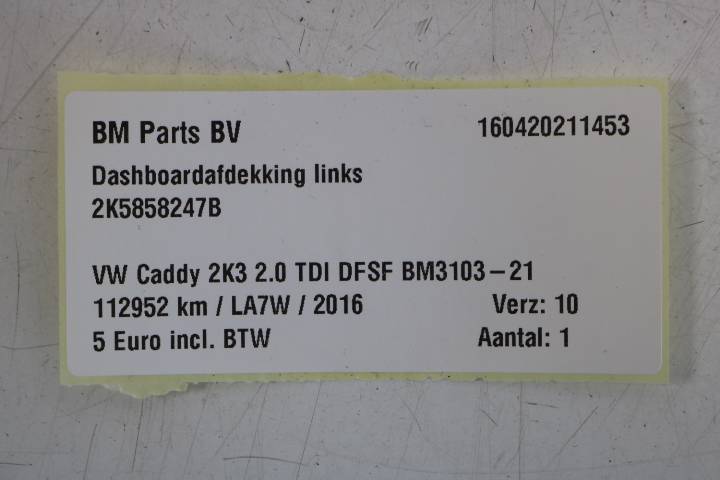 BM Parts BV 160420211453
Dashboardafdekking links
2K5858247B
VW Caddy 2K3 2.0 TDI DFSF BM3103-21
112952 km / LA7W / 2016 Verz: 10
5 Euro incl. BTW Aantal: 1